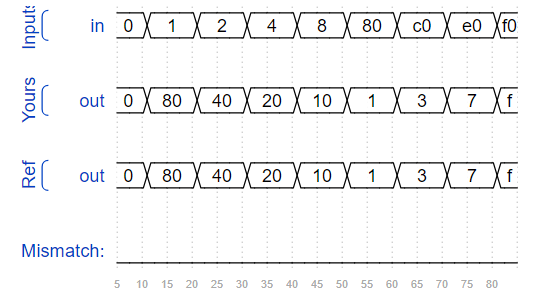 Inputs in 0 1 2 4 8 80 c0 e0 f0
Yours out 0 80 40 20 10 1 3 7 f
Ref out 0 80 40 20 10 1 3 7 f
Mismatch:
5 10 15 20 25 30 35 40 45 50 55 60 65 70 75 80